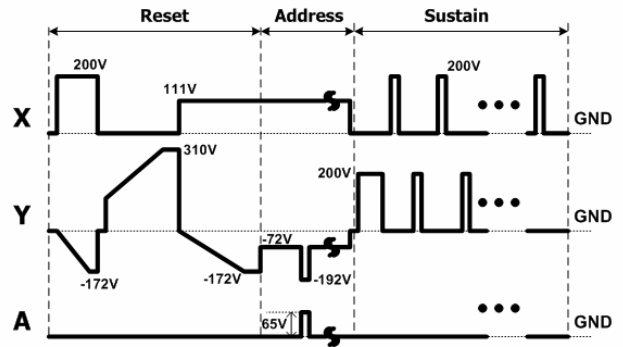 Reset Address Sustain
200V 111V 200V
X GND
310V 200V
Y GND
-72V
-172V -172V -192V
A 65V GND